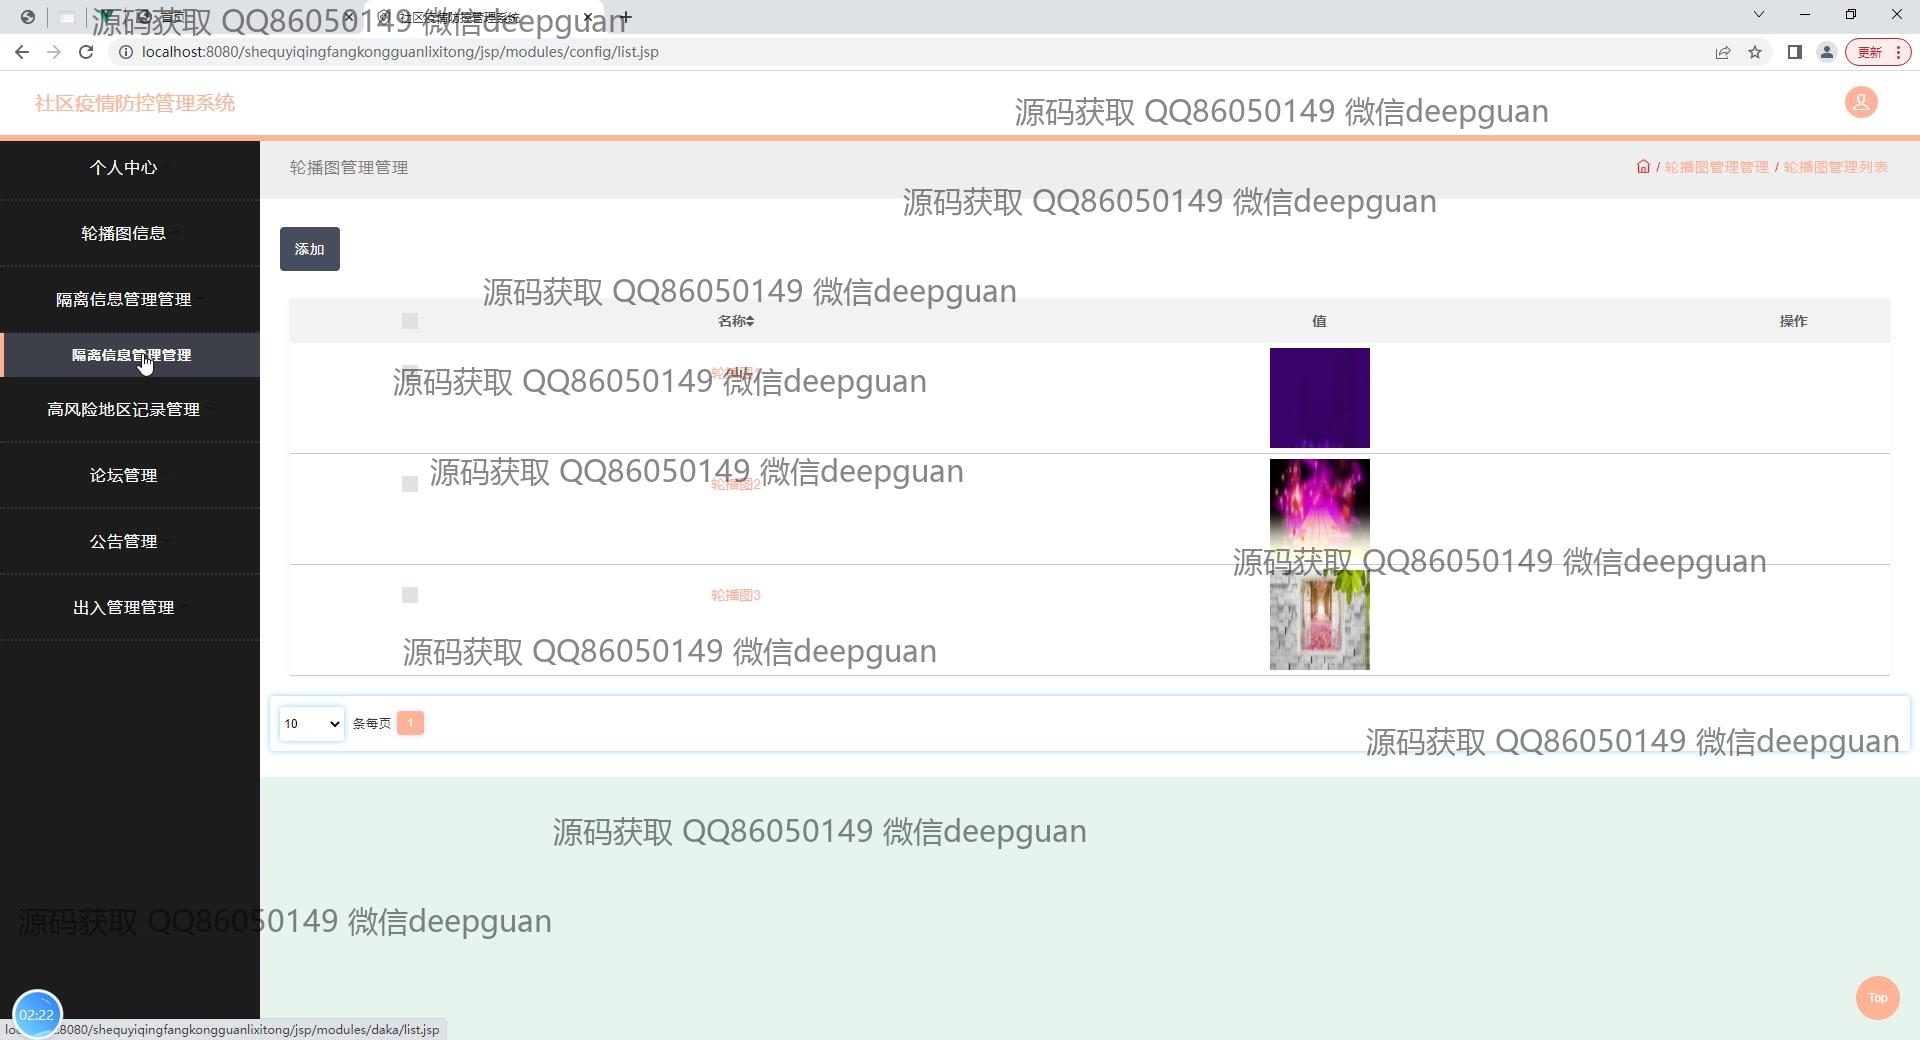 首页
社区疫情防控管理系统
源码获取 QQ86050149 微信deepguan
localhost:8080/shequyiqingfangkongguanlixitong/jsp/modules/config/list.jsp
更新
社区疫情防控管理系统
源码获取 QQ86050149 微信deepguan
个人中心
轮播图信息
隔离信息管理管理
隔离信息管理管理
高风险地区记录管理
论坛管理
公告管理
出入管理管理
轮播图管理管理
/ 轮播图管理管理 / 轮播图管理列表
源码获取 QQ86050149 微信deepguan
添加
源码获取 QQ86050149 微信deepguan
名称 值 操作
源码获取 QQ86050149 微信deepguan
源码获取 QQ86050149 微信deepguan
轮播图2
源码获取 QQ86050149 微信deepguan
轮播图3
源码获取 QQ86050149 微信deepguan
10 条每页 1
源码获取 QQ86050149 微信deepguan
源码获取 QQ86050149 微信deepguan
源码获取 QQ86050149 微信deepguan
Top
02:22
:8080/shequyiqingfangkongguanlixitong/jsp/modules/daka/list.jsp